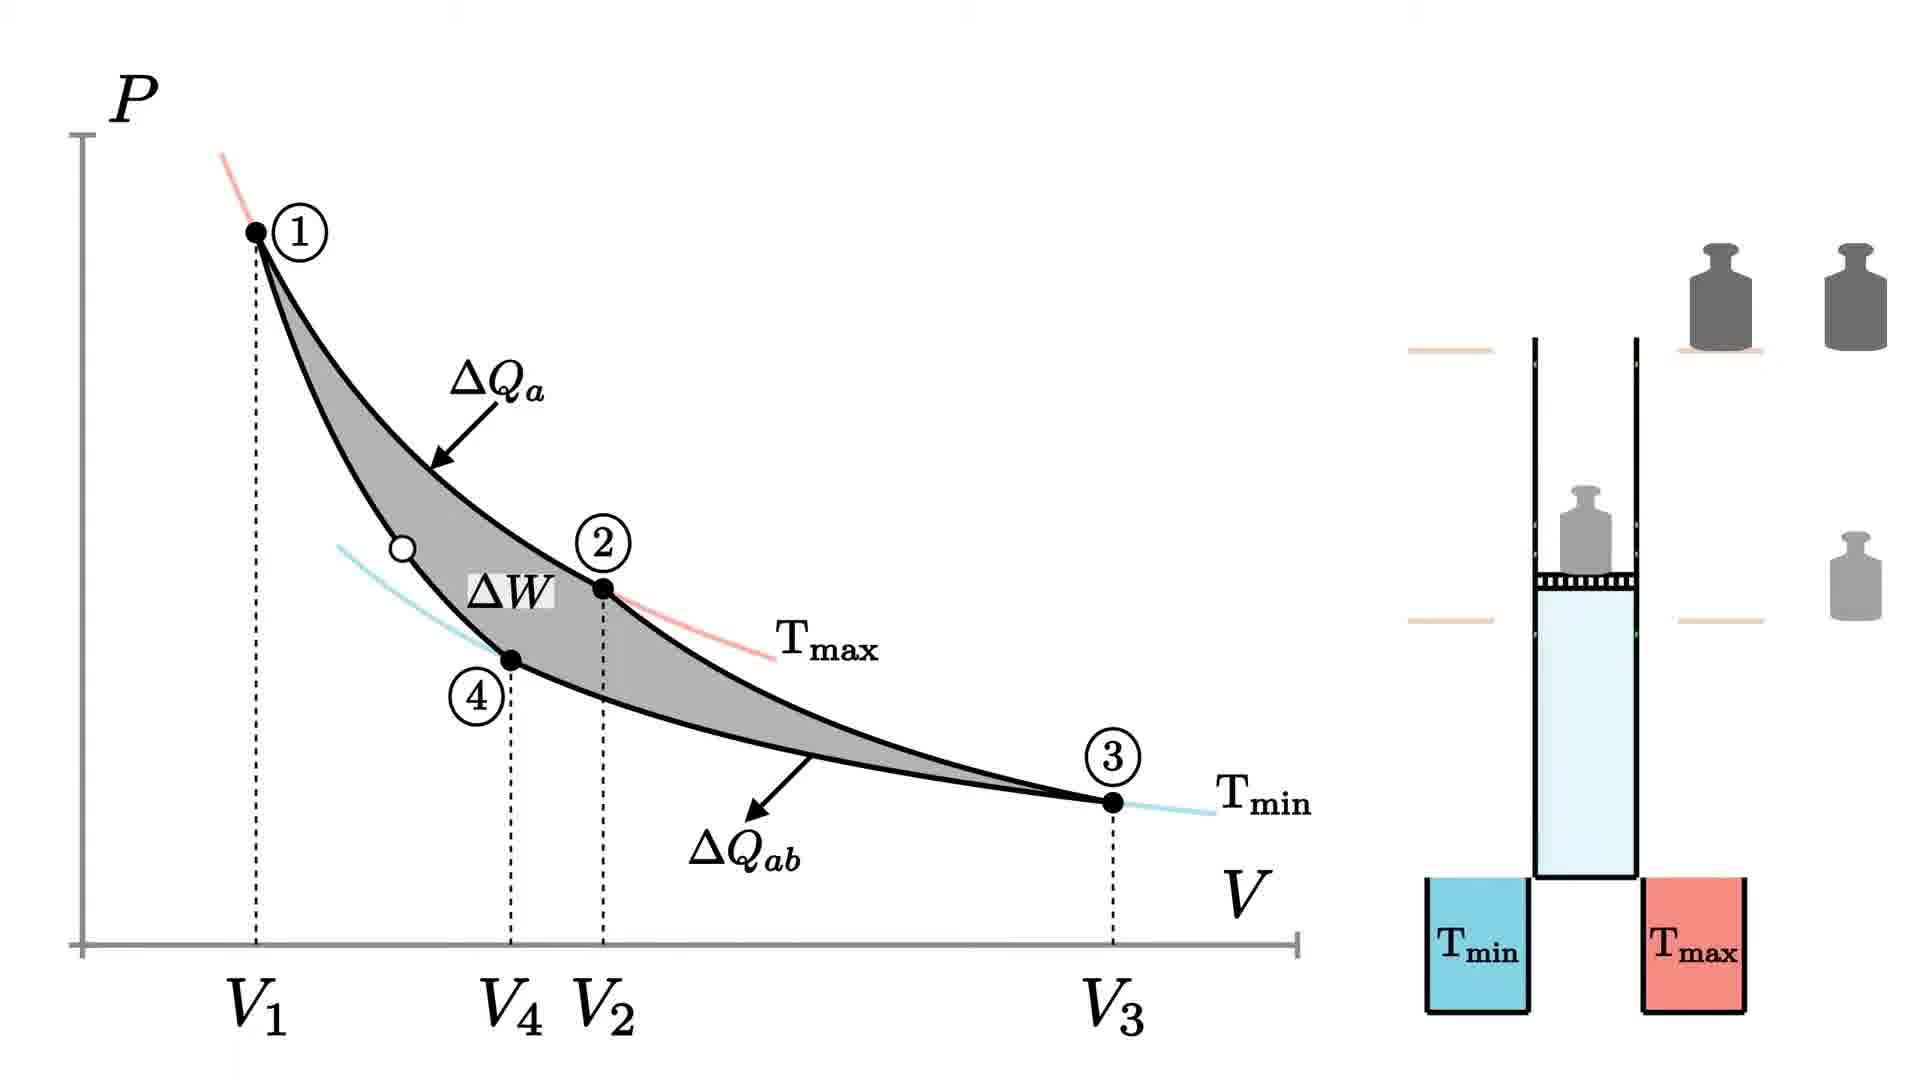 P
①
ΔQₐ
②
ΔW
Tmax
④
③
Tmin
ΔQab
V
Tmin
Tmax
V₁
V₄
V₂
V₃